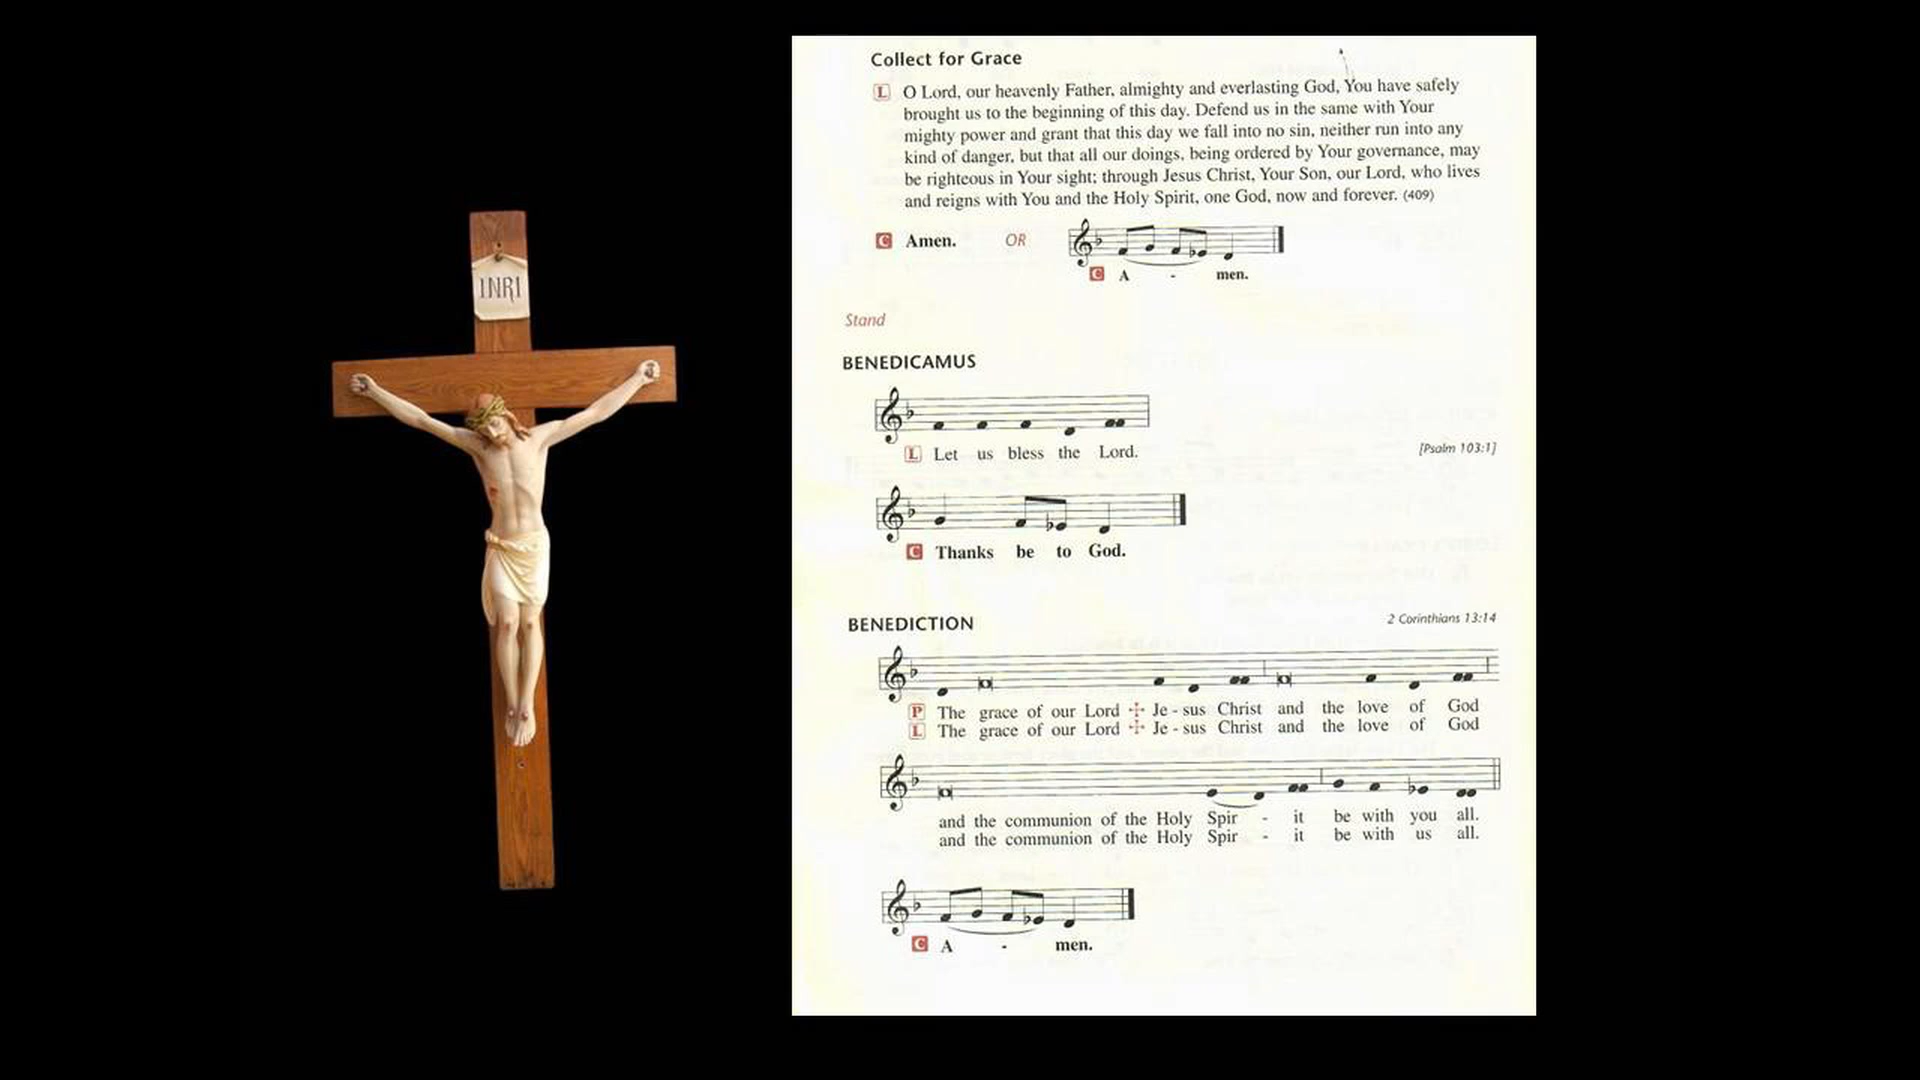 INRI
Collect for Grace
L O Lord, our heavenly Father, almighty and everlasting God, You have safely
brought us to the beginning of this day. Defend us in the same with Your
mighty power and grant that this day we fall into no sin, neither run into any
kind of danger, but that all our doings, being ordered by Your governance, may
be righteous in Your sight; through Jesus Christ, Your Son, our Lord, who lives
and reigns with You and the Holy Spirit, one God, now and forever. (409)
C Amen. OR
C A - men.
Stand
BENEDICAMUS
L Let us bless the Lord.
[Psalm 103:1]
C Thanks be to God.
BENEDICTION
2 Corinthians 13:14
P The grace of our Lord ✢ Je - sus Christ and the love of God
L The grace of our Lord ✢ Je - sus Christ and the love of God
and the communion of the Holy Spir - it be with you all.
and the communion of the Holy Spir - it be with us all.
C A - men.